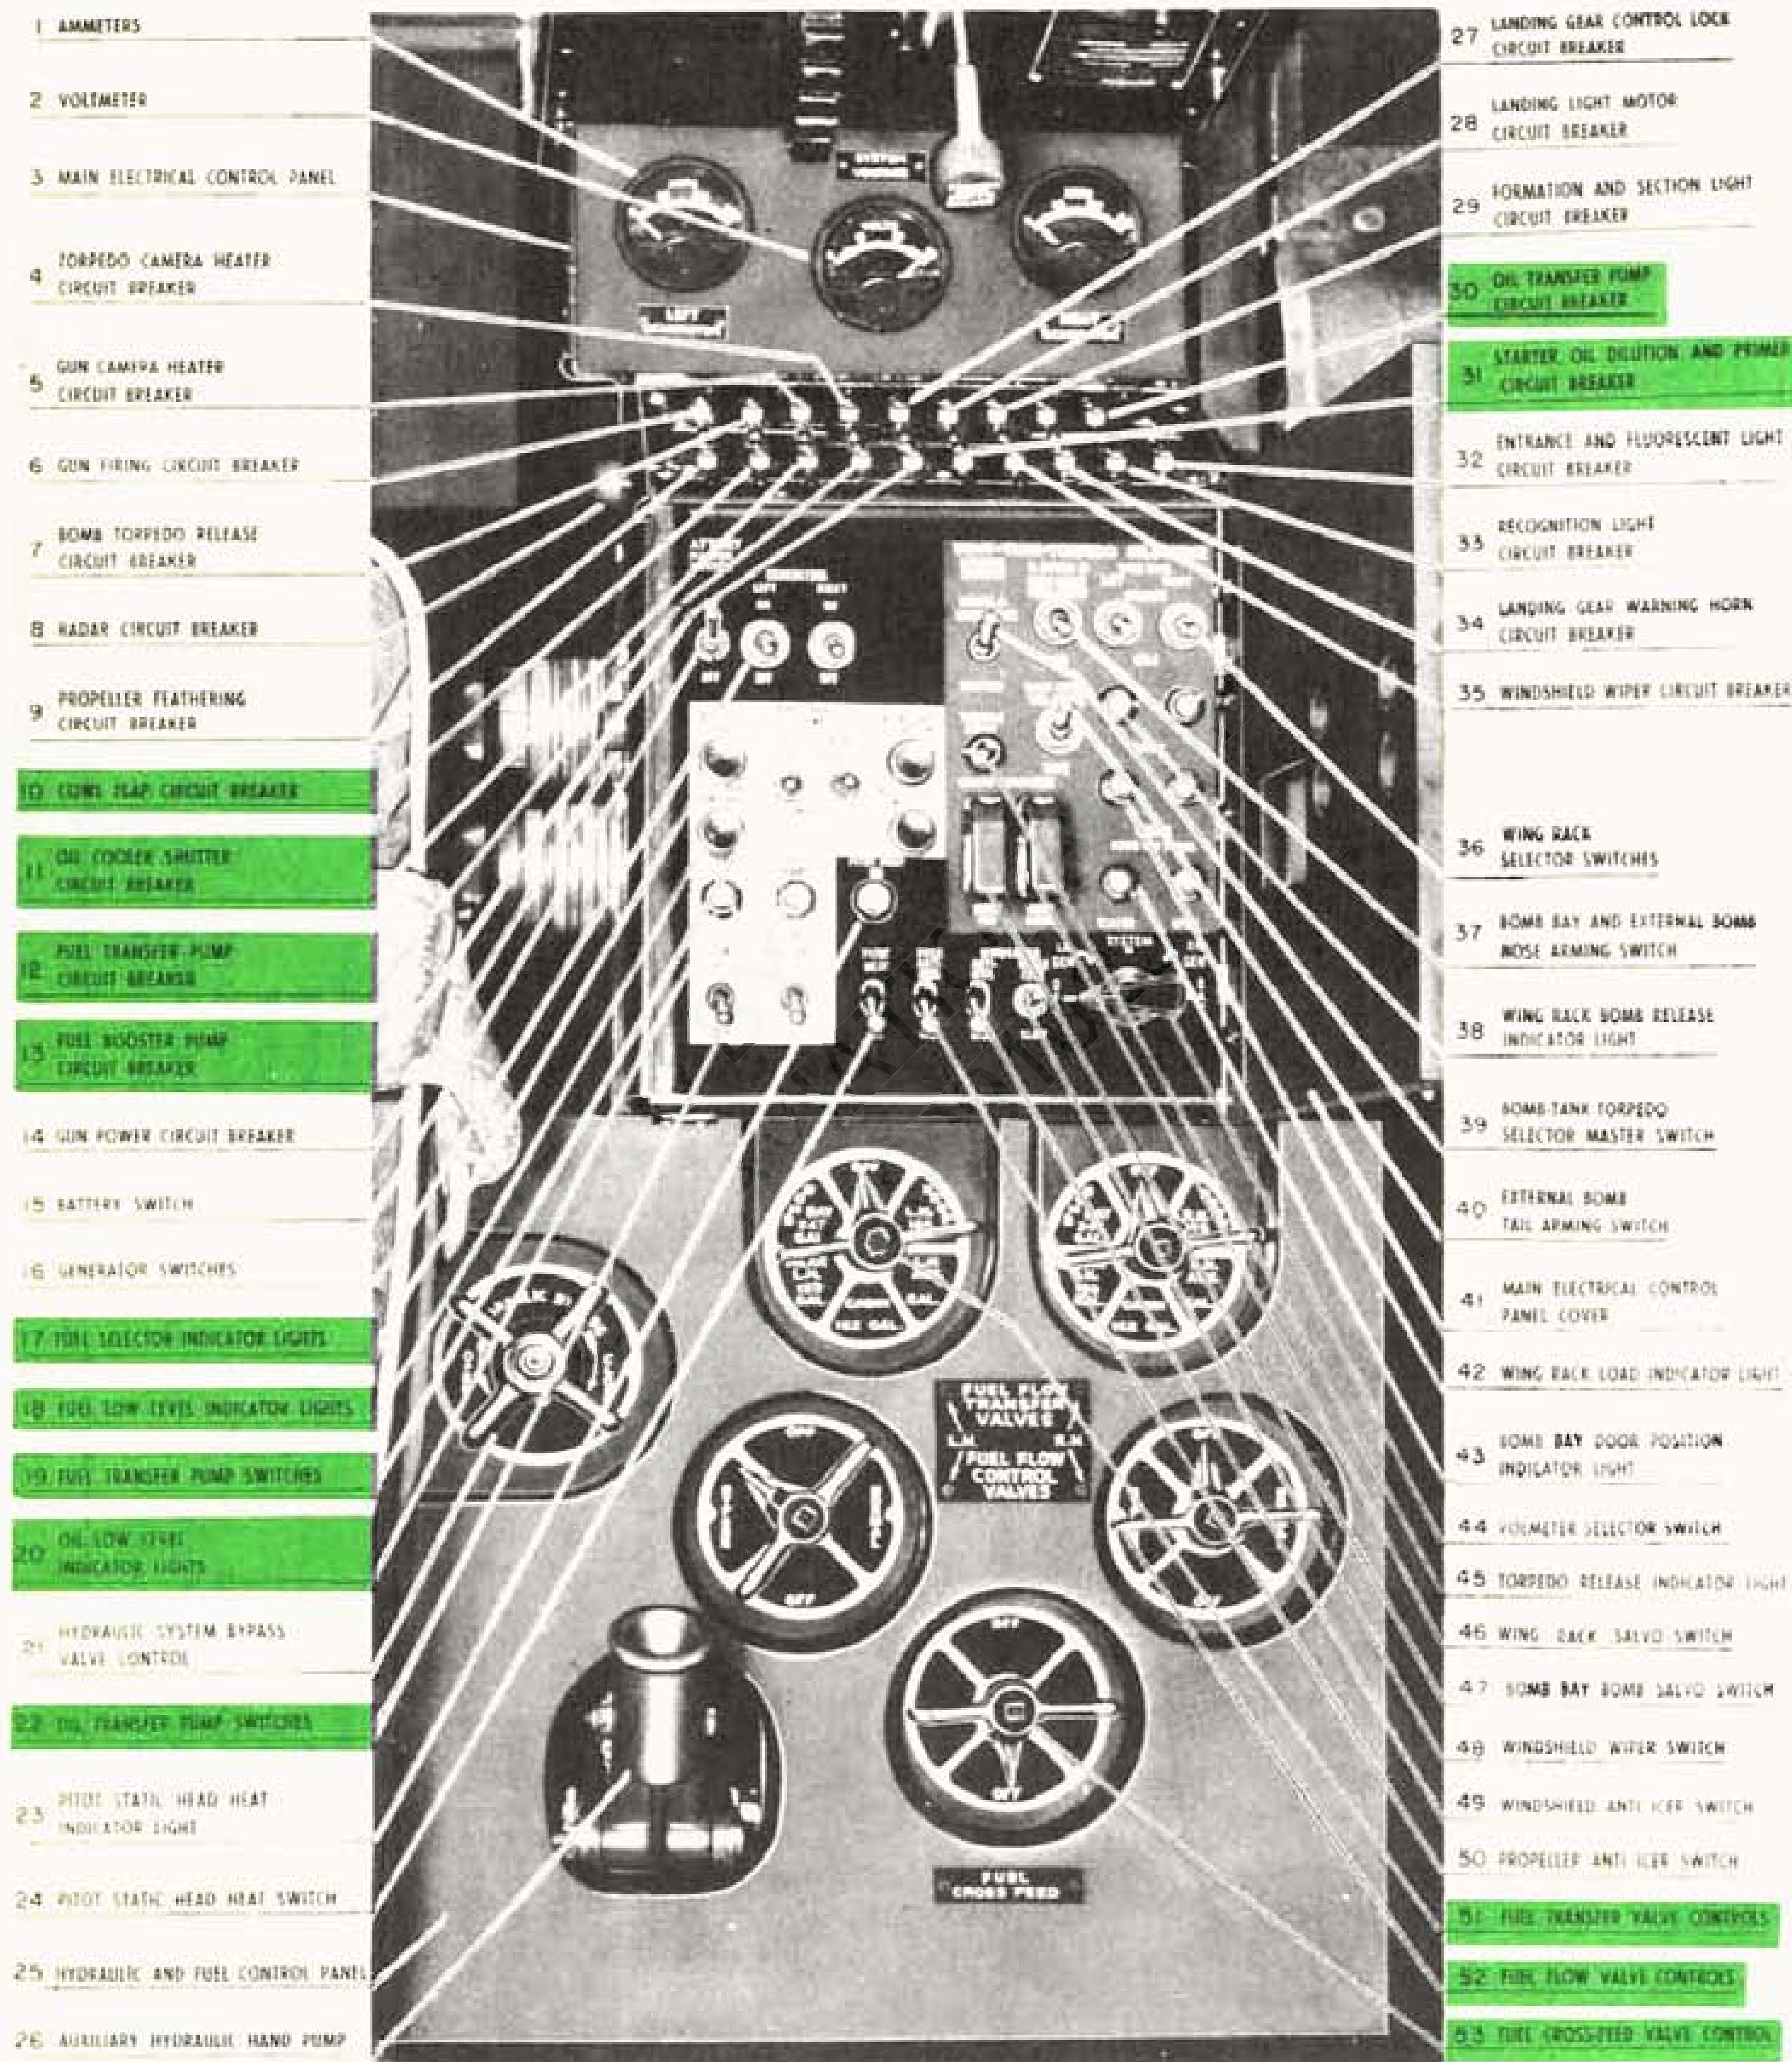 1 AMMETERS
2 VOLTMETER
3 MAIN ELECTRICAL CONTROL PANEL
4 TORPEDO CAMERA HEATER
CIRCUIT BREAKER
5 GUN CAMERA HEATER
CIRCUIT BREAKER
6 GUN FIRING CIRCUIT BREAKER
7 BOMB TORPEDO RELEASE
CIRCUIT BREAKER
8 RADAR CIRCUIT BREAKER
9 PROPELLER FEATHERING
CIRCUIT BREAKER
10 COWL FLAP CIRCUIT BREAKER
11 OIL COOLER SHUTTER
CIRCUIT BREAKER
12 FUEL TRANSFER PUMP
CIRCUIT BREAKER
13 FUEL BOOSTER PUMP
CIRCUIT BREAKER
14 GUN POWER CIRCUIT BREAKER
15 BATTERY SWITCH
16 GENERATOR SWITCHES
17 FUEL SELECTOR INDICATOR LIGHTS
18 FUEL LOW LEVEL INDICATOR LIGHTS
19 FUEL TRANSFER PUMP SWITCHES
20 OIL LOW LEVEL
INDICATOR LIGHTS
21 HYDRAULIC SYSTEM BYPASS
VALVE CONTROL
22 OIL TRANSFER PUMP SWITCHES
23 PITOT STATIC HEAD HEAT
INDICATOR LIGHT
24 PITOT STATIC HEAD HEAT SWITCH
25 HYDRAULIC AND FUEL CONTROL PANEL
26 AUXILIARY HYDRAULIC HAND PUMP
SYSTEM
LEFT
LEFT RIGHT
OFF
SYSTEM
OFF
OFF
FUEL FLOW
TRANSFER
VALVES
L.H. R.H.
FUEL FLOW
CONTROL
VALVES
OFF
OFF
OFF
OFF
OFF
OFF
FUEL
CROSS FEED
27 LANDING GEAR CONTROL LOCK
CIRCUIT BREAKER
28 LANDING LIGHT MOTOR
CIRCUIT BREAKER
29 FORMATION AND SECTION LIGHT
CIRCUIT BREAKER
30 OIL TRANSFER PUMP
CIRCUIT BREAKER
31 STARTER, OIL DILUTION AND PRIMER
CIRCUIT BREAKER
32 ENTRANCE AND FLUORESCENT LIGHT
CIRCUIT BREAKER
33 RECOGNITION LIGHT
CIRCUIT BREAKER
34 LANDING GEAR WARNING HORN
CIRCUIT BREAKER
35 WINDSHIELD WIPER CIRCUIT BREAKER
36 WING RACK
SELECTOR SWITCHES
37 BOMB BAY AND EXTERNAL BOMB
NOSE ARMING SWITCH
38 WING RACK BOMB RELEASE
INDICATOR LIGHT
39 BOMB-TANK TORPEDO
SELECTOR MASTER SWITCH
40 EXTERNAL BOMB
TAIL ARMING SWITCH
41 MAIN ELECTRICAL CONTROL
PANEL COVER
42 WING RACK LOAD INDICATOR LIGHT
43 BOMB BAY DOOR POSITION
INDICATOR LIGHT
44 VOLMETER SELECTOR SWITCH
45 TORPEDO RELEASE INDICATOR LIGHT
46 WING RACK SALVO SWITCH
47 BOMB BAY BOMB SALVO SWITCH
48 WINDSHIELD WIPER SWITCH
49 WINDSHIELD ANTI ICER SWITCH
50 PROPELLER ANTI ICER SWITCH
51 FUEL TRANSFER VALVE CONTROLS
52 FUEL FLOW VALVE CONTROLS
53 FUEL CROSS-FEED VALVE CONTROL